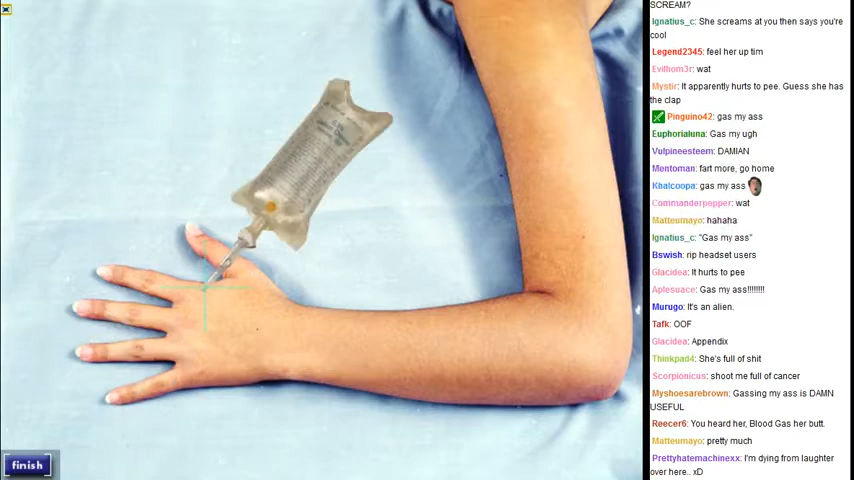 SCREAM?
Ignatius_c: She screams at you then says you're
cool
Legend2345: feel her up tim
Evilhom3r: wat
Mystir: It apparently hurts to pee. Guess she has
the clap
Pinguino42: gas my ass
Euphorialuna: Gas my ugh
Vulpineesteem: DAMIAN
Mentoman: fart more, go home
Khalcoopa: gas my ass
Commanderpepper: wat
Matteumayo: hahaha
Ignatius_c: "Gas my ass"
Bswish: rip headset users
Glacidea: It hurts to pee
Aplesuace: Gas my ass!!!!!!!!
Murugo: It's an alien.
Tafk: OOF
Glacidea: Appendix
Thinkpad4: She's full of shit
Scorpionicus: shoot me full of cancer
Myshoesarebrown: Gassing my ass is DAMN
USEFUL
Reecer6: You heard her, Blood Gas her butt.
Matteumayo: pretty much
Prettyhatemachinexx: I'm dying from laughter
over here.. xD
finish